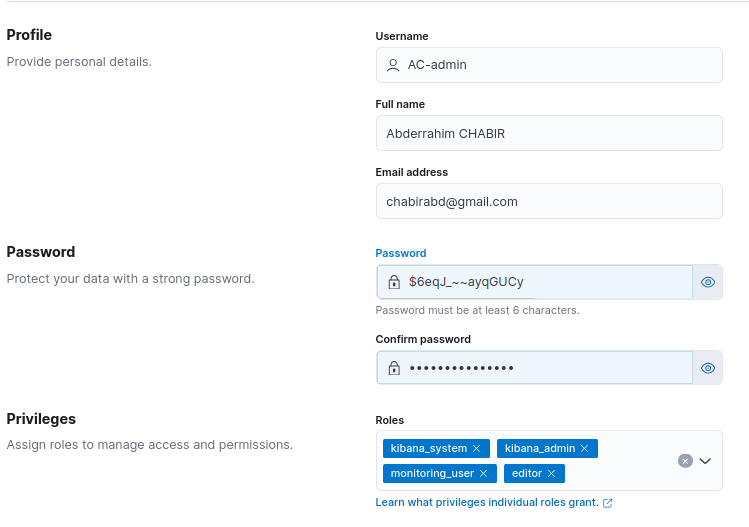 Profile
Provide personal details.
Username
AC-admin
Full name
Abderrahim CHABIR
Email address
chabirabd@gmail.com
Password
Protect your data with a strong password.
Password
$6eqJ_~~ayqGUCy
Password must be at least 6 characters.
Confirm password
•••••••••••••••
Privileges
Assign roles to manage access and permissions.
Roles
kibana_system × kibana_admin ×
monitoring_user × editor ×
Learn what privileges individual roles grant.